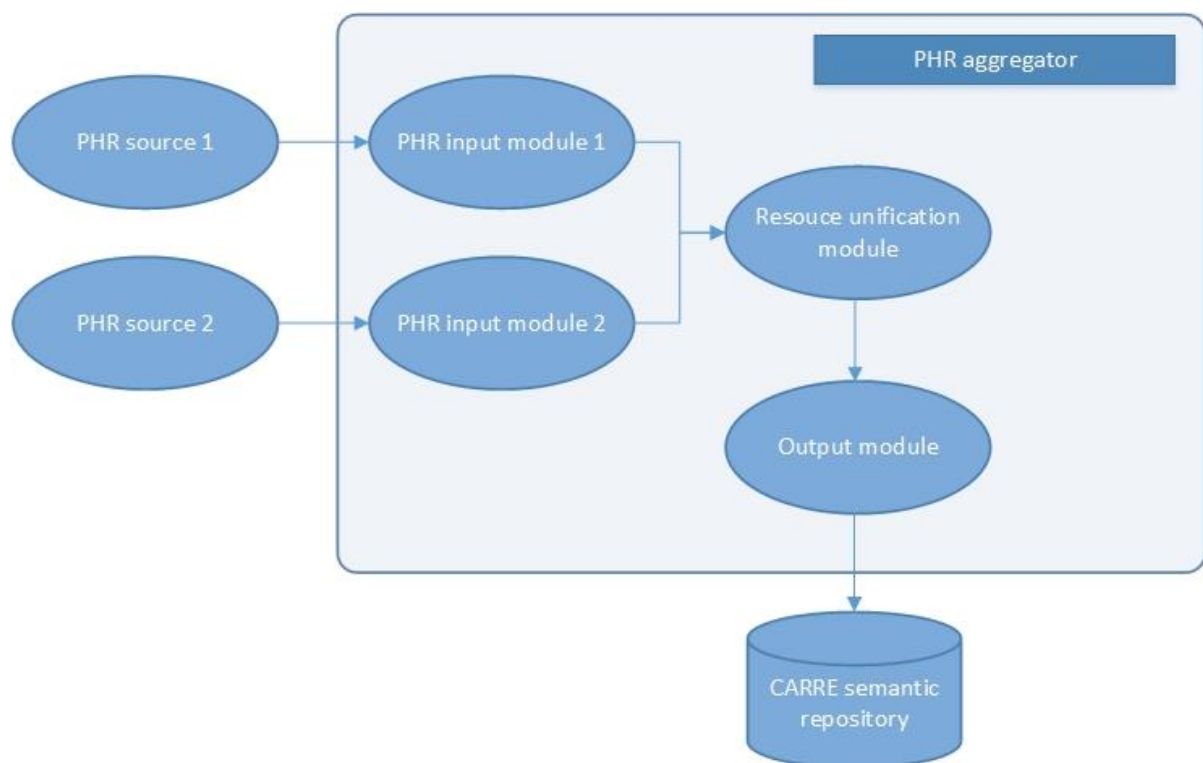 PHR aggregator
PHR source 1
PHR input module 1
Resouce unification
module
PHR source 2
PHR input module 2
Output module
CARRE semantic
repository